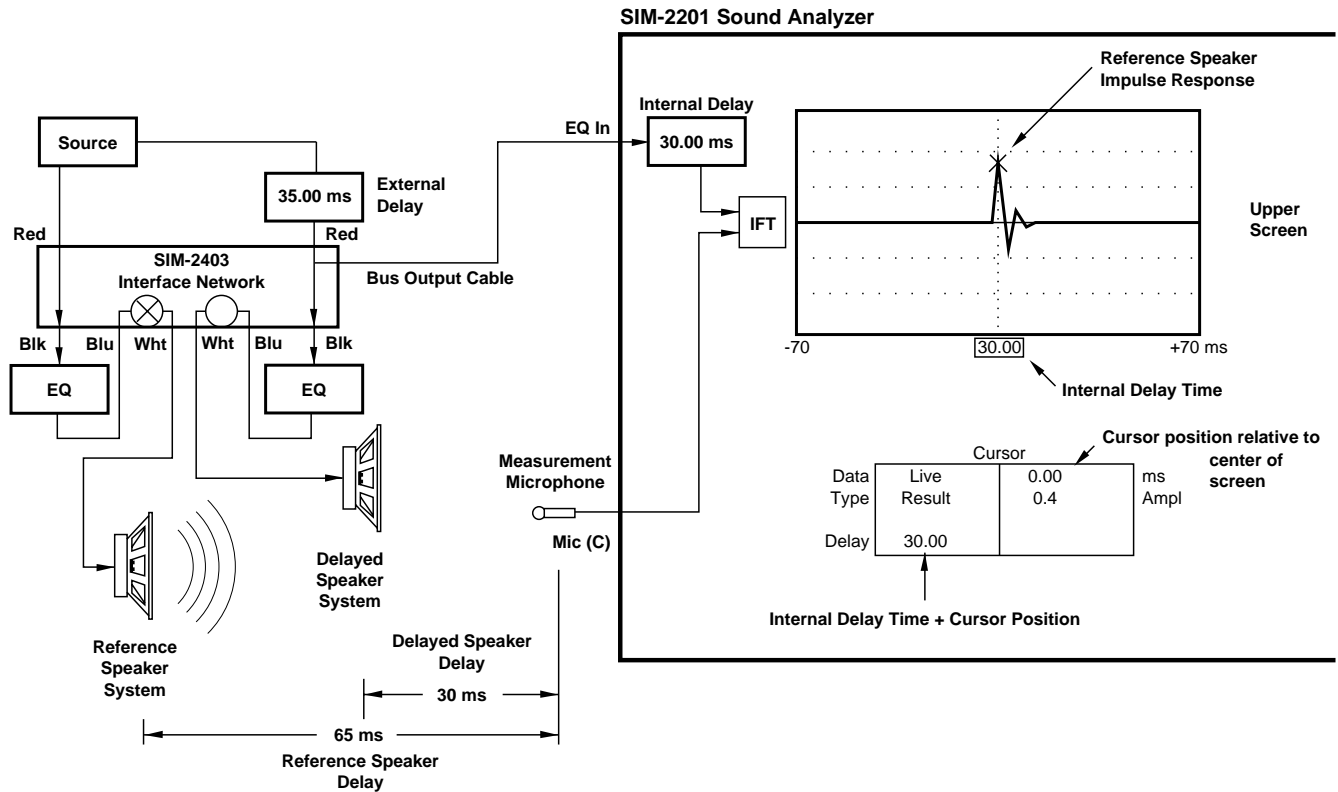 SIM-2201 Sound Analyzer
Reference Speaker
Impulse Response
Internal Delay
30.00 ms
EQ In
Source
35.00 ms
External
Delay
Red
Red
SIM-2403
Interface Network
Bus Output Cable
IFT
Upper
Screen
Blk
Blu
Wht
Wht
Blu
Blk
EQ
EQ
-70
30.00
+70 ms
Internal Delay Time
Cursor position relative to
center of
screen
Cursor
Data
Live
0.00
ms
Type
Result
0.4
Ampl
Delay
30.00
Internal Delay Time + Cursor Position
Measurement
Microphone
Mic (C)
Delayed
Speaker
System
Reference
Speaker
System
Delayed Speaker
Delay
30 ms
65 ms
Reference Speaker
Delay